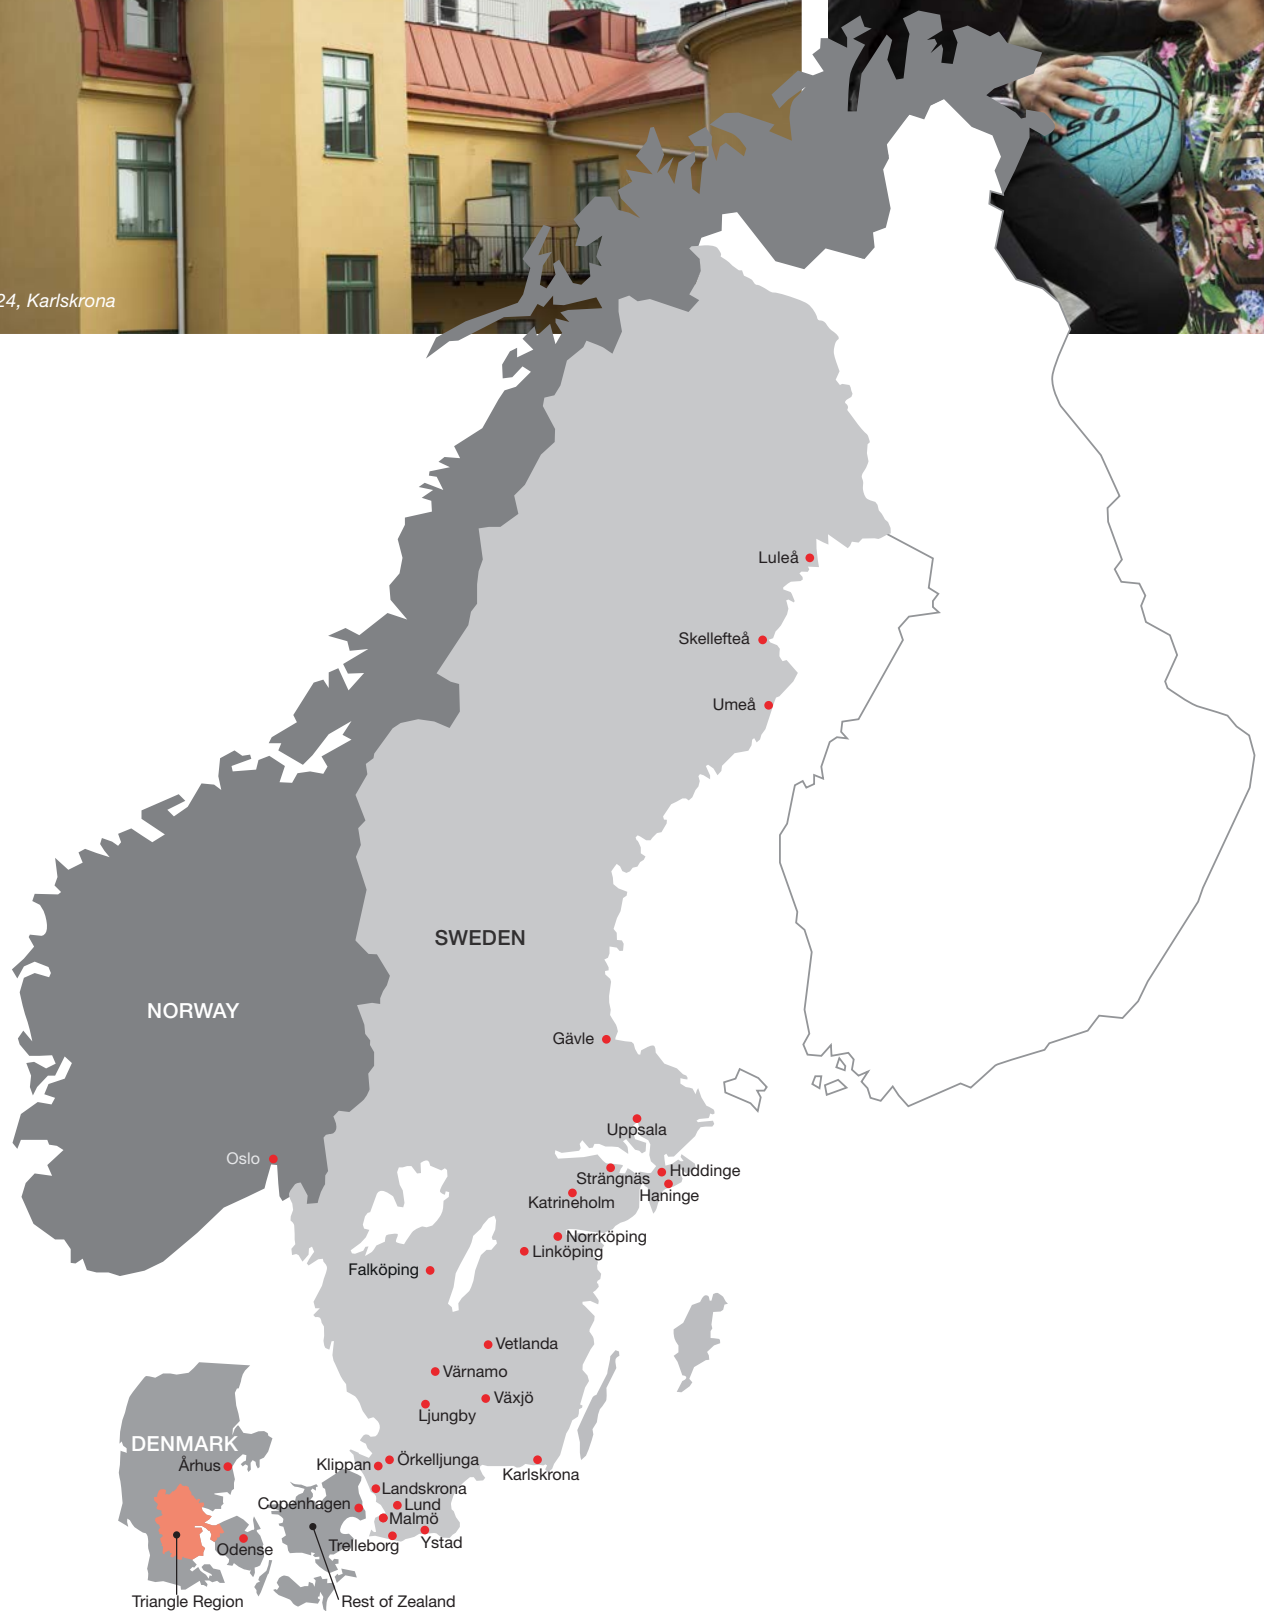 24, Karlskrona
Luleå
Skellefteå
Umeå
SWEDEN
NORWAY
Gävle
Uppsala
Oslo
Strängnäs
Huddinge
Katrineholm
Haninge
Norrköping
Linköping
Falköping
Vetlanda
Värnamo
Växjö
Ljungby
DENMARK
Århus
Klippan
Örkelljunga
Karlskrona
Landskrona
Copenhagen
Lund
Malmö
Trelleborg
Ystad
Odense
Triangle Region
Rest of Zealand